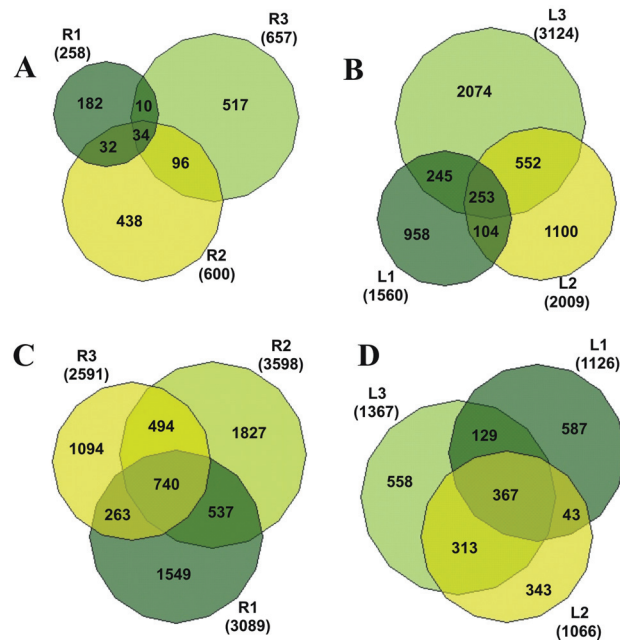 A
R1
(258)
R3
(657)
182
10
517
32
34
96
438
R2
(600)
B
L3
(3124)
2074
245
552
253
958
104
1100
L1
(1560)
L2
(2009)
C
R3
(2591)
R2
(3598)
494
1094
1827
740
263
537
1549
R1
(3089)
D
L1
(1126)
L3
(1367)
129
587
558
367
43
313
343
L2
(1066)